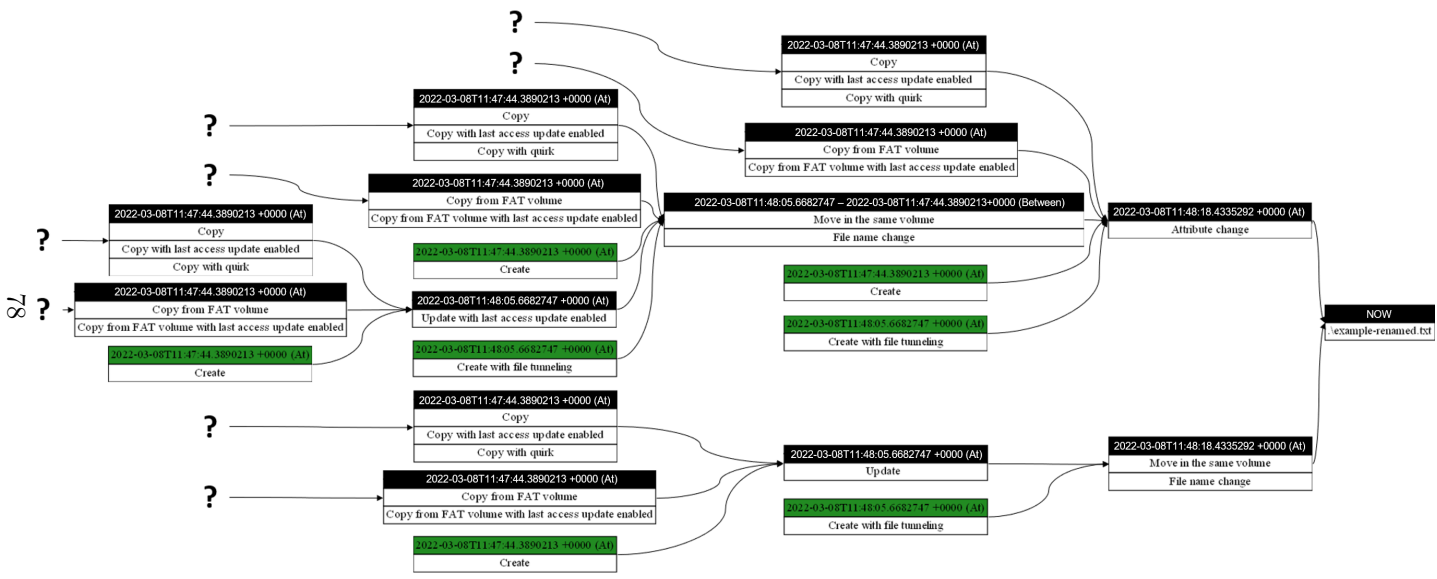 ?
2022-03-08T11:47:44.3890213 +0000 (At)
Copy
Copy with last access update enabled
Copy with quirk
?
2022-03-08T11:47:44.3890213 +0000 (At)
Copy from FAT volume
Copy from FAT volume with last access update enabled
?
2022-03-08T11:47:44.3890213 +0000 (At)
Copy
Copy with last access update enabled
Copy with quirk
?
2022-03-08T11:47:44.3890213 +0000 (At)
Copy from FAT volume
Copy from FAT volume with last access update enabled
2022-03-08T11:48:05.6682747 – 2022-03-08T11:47:44.3890213+0000 (Between)
Move in the same volume
File name change
2022-03-08T11:48:18.4335292 +0000 (At)
Attribute change
?
2022-03-08T11:47:44.3890213 +0000 (At)
Copy
Copy with last access update enabled
Copy with quirk
2022-03-08T11:47:44.3890213 +0000 (At)
Create
2022-03-08T11:47:44.3890213 +0000 (At)
Create
78
?
2022-03-08T11:47:44.3890213 +0000 (At)
Copy from FAT volume
Copy from FAT volume with last access update enabled
2022-03-08T11:48:05.6682747 +0000 (At)
Update with last access update enabled
2022-03-08T11:48:05.6682747 +0000 (At)
Create with file tunneling
NOW
.\example-renamed.txt
2022-03-08T11:47:44.3890213 +0000 (At)
Create
2022-03-08T11:48:05.6682747 +0000 (At)
Create with file tunneling
?
2022-03-08T11:47:44.3890213 +0000 (At)
Copy
Copy with last access update enabled
Copy with quirk
2022-03-08T11:48:05.6682747 +0000 (At)
Update
2022-03-08T11:48:18.4335292 +0000 (At)
Move in the same volume
File name change
?
2022-03-08T11:47:44.3890213 +0000 (At)
Copy from FAT volume
Copy from FAT volume with last access update enabled
2022-03-08T11:48:05.6682747 +0000 (At)
Create with file tunneling
2022-03-08T11:47:44.3890213 +0000 (At)
Create